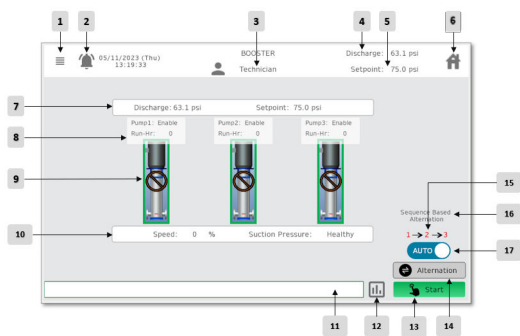 1
2
3
4
5
6
05/11/2023 (Thu)
13:19:33
BOOSTER
Technician
Discharge: 63.1 psi
Setpoint: 75.0 psi
7
Discharge: 63.1 psi Setpoint: 75.0 psi
8
Pump1: Enable
Run-Hr: 0
Pump2: Enable
Run-Hr: 0
Pump3: Enable
Run-Hr: 0
9
15
Sequence Based
Alternation
16
1 → 2 → 3
10
Speed: 0 % Suction Pressure: Healthy
AUTO
17
Alternation
Start
11
12
13
14